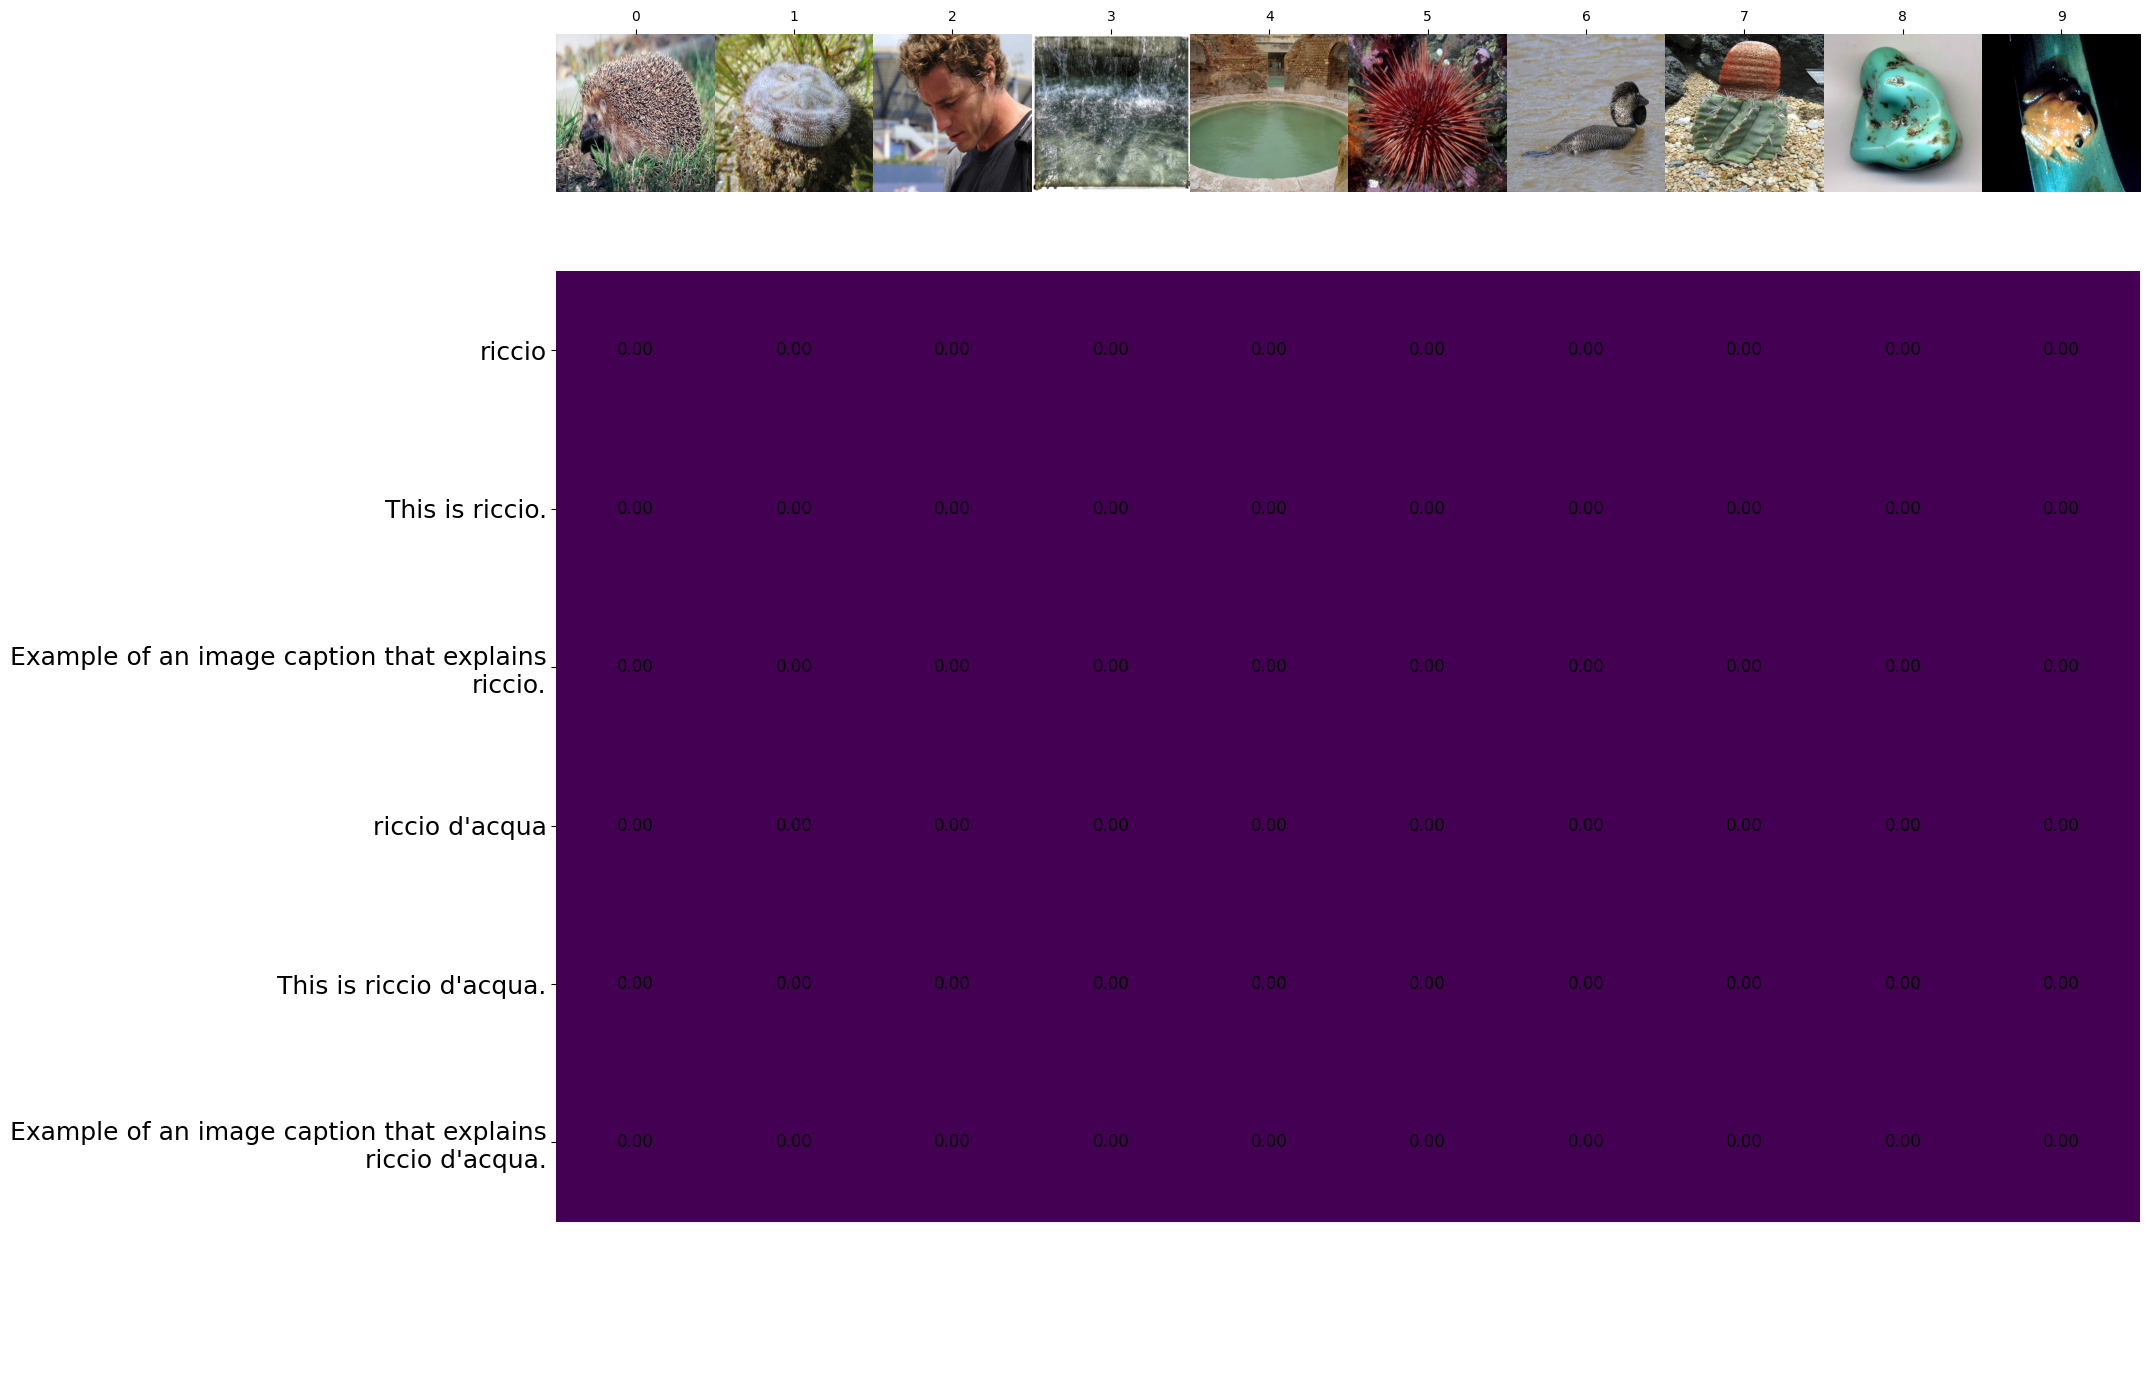 0 1 2 3 4 5 6 7 8 9
riccio 0.00 0.00 0.00 0.00 0.00 0.00 0.00 0.00 0.00 0.00
This is riccio. 0.00 0.00 0.00 0.00 0.00 0.00 0.00 0.00 0.00 0.00
Example of an image caption that explains
riccio. 0.00 0.00 0.00 0.00 0.00 0.00 0.00 0.00 0.00 0.00
riccio d'acqua 0.00 0.00 0.00 0.00 0.00 0.00 0.00 0.00 0.00 0.00
This is riccio d'acqua. 0.00 0.00 0.00 0.00 0.00 0.00 0.00 0.00 0.00 0.00
Example of an image caption that explains
riccio d'acqua. 0.00 0.00 0.00 0.00 0.00 0.00 0.00 0.00 0.00 0.00